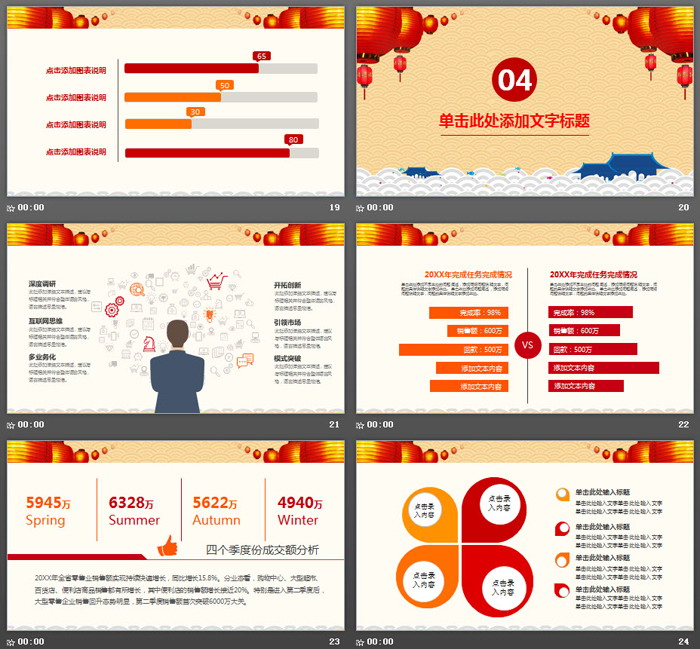 65
点击添加图表说明
50
点击添加图表说明
30
点击添加图表说明
80
点击添加图表说明
00:00
19
04
单击此处添加文字标题
00:00
20
深度调研
互联网思维
多业务化
开拓创新
引领市场
模式突破
00:00
21
20XX年完成任务完成情况
20XX年完成任务完成情况
完成率：98%
销售额：600万
回款：500万
添加文本内容
添加文本内容
VS
完成率：98%
销售额：600万
回款：500万
添加文本内容
添加文本内容
00:00
22
5945万
Spring
6328万
Summer
5622万
Autumn
4940万
Winter
四个季度份成交额分析
20XX年全省零售业销售额实现持续快速增长，同比增长15.8%。分业态看，购物中心、大型超市、
百货店、便利店商品销售额有所增长，其中便利店的销售额增长接近20%。特别是进入第二季度后，
大型零售企业销售回升态势明显，第二季度销售额首次突破6000万大关。
00:00
23
点击录
入内容
点击录
入内容
点击录
入内容
点击录
入内容
单击此处输入标题
单击此处输入文字单击此处输入文字
单击此处输入文字单击此处输入文字
单击此处输入标题
单击此处输入文字单击此处输入文字
单击此处输入文字单击此处输入文字
单击此处输入标题
单击此处输入文字单击此处输入文字
单击此处输入文字单击此处输入文字
单击此处输入标题
单击此处输入文字单击此处输入文字
单击此处输入文字单击此处输入文字
00:00
24